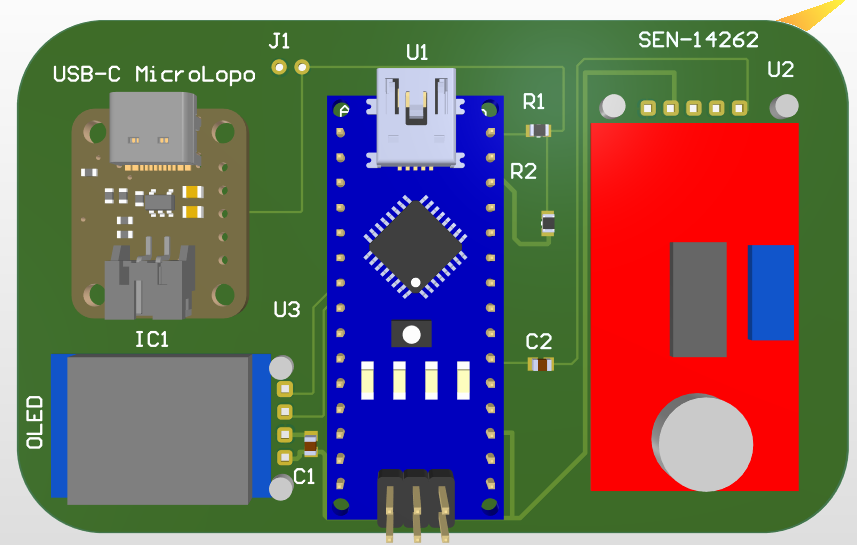 J1
U1
SEN-14262
USB-C MicroLopo
U2
R1
R2
U3
IC1
C2
OLED
C1